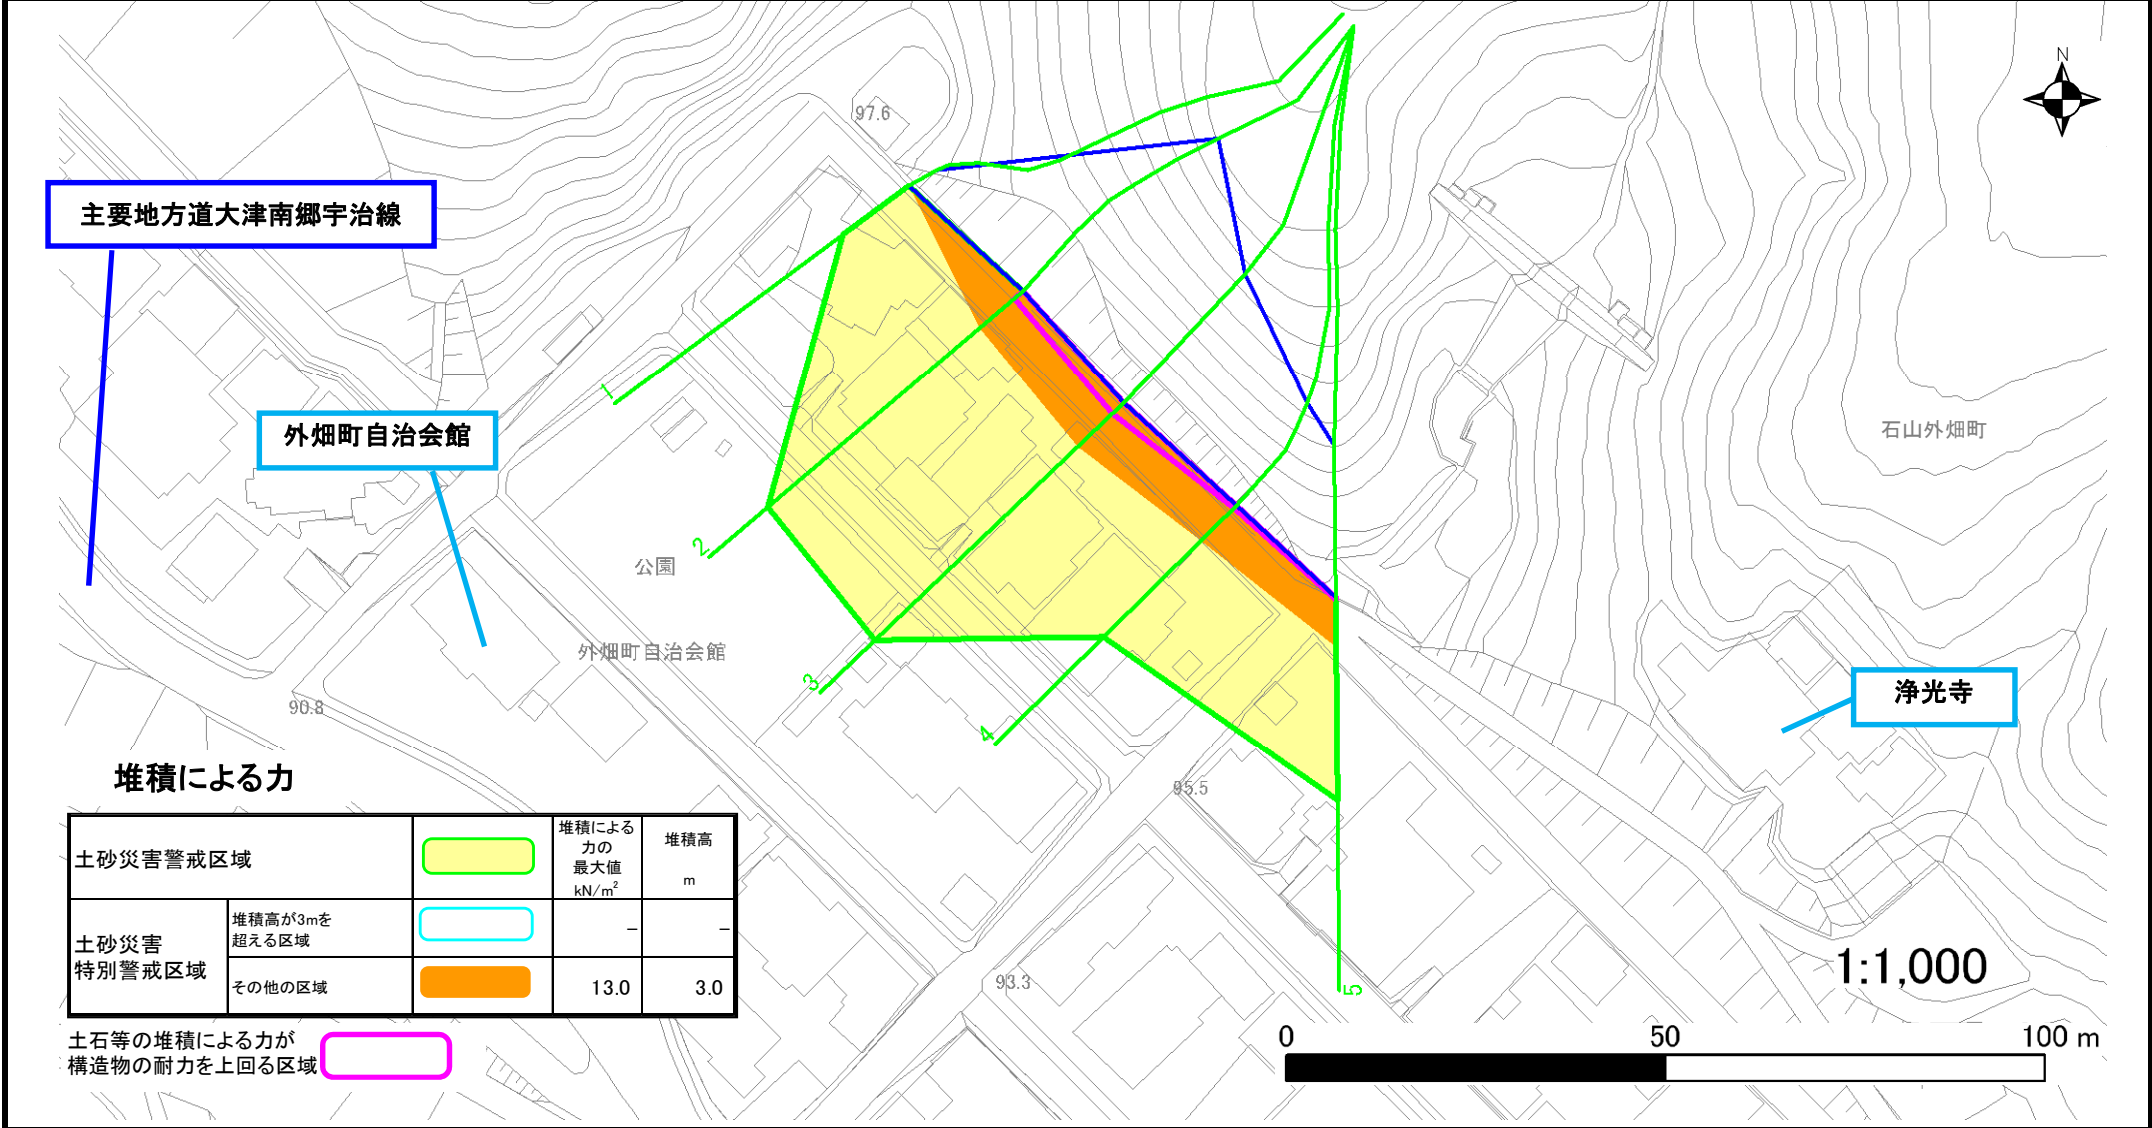 N
97.6
主要地方道大津南郷宇治線
1
外畑町自治会館
石山外畑町
2
公園
外畑町自治会館
3
浄光寺
90.8
4
95.5
堆積による力
堆積による
力の
最大値
kN/m²
堆積高
m
土砂災害警戒区域
土砂災害
特別警戒区域
堆積高が3mを
超える区域
－
－
その他の区域
13.0
3.0
93.3
5
1:1,000
土石等の堆積による力が
構造物の耐力を上回る区域
0
50
100 m